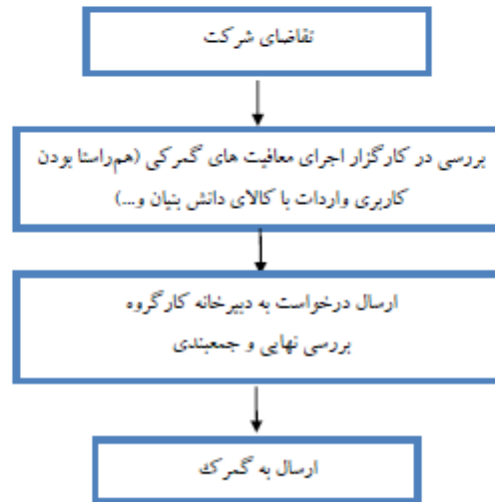 تقاضای شرکت
بررسی در کارگزار اجرای معافیت های گمرکی (هم‌راستا بودن
کاربری واردات با کالای دانش بنیان و...)
ارسال درخواست به دبیرخانه کارگروه
بررسی نهایی و جمعبندی
ارسال به گمرک